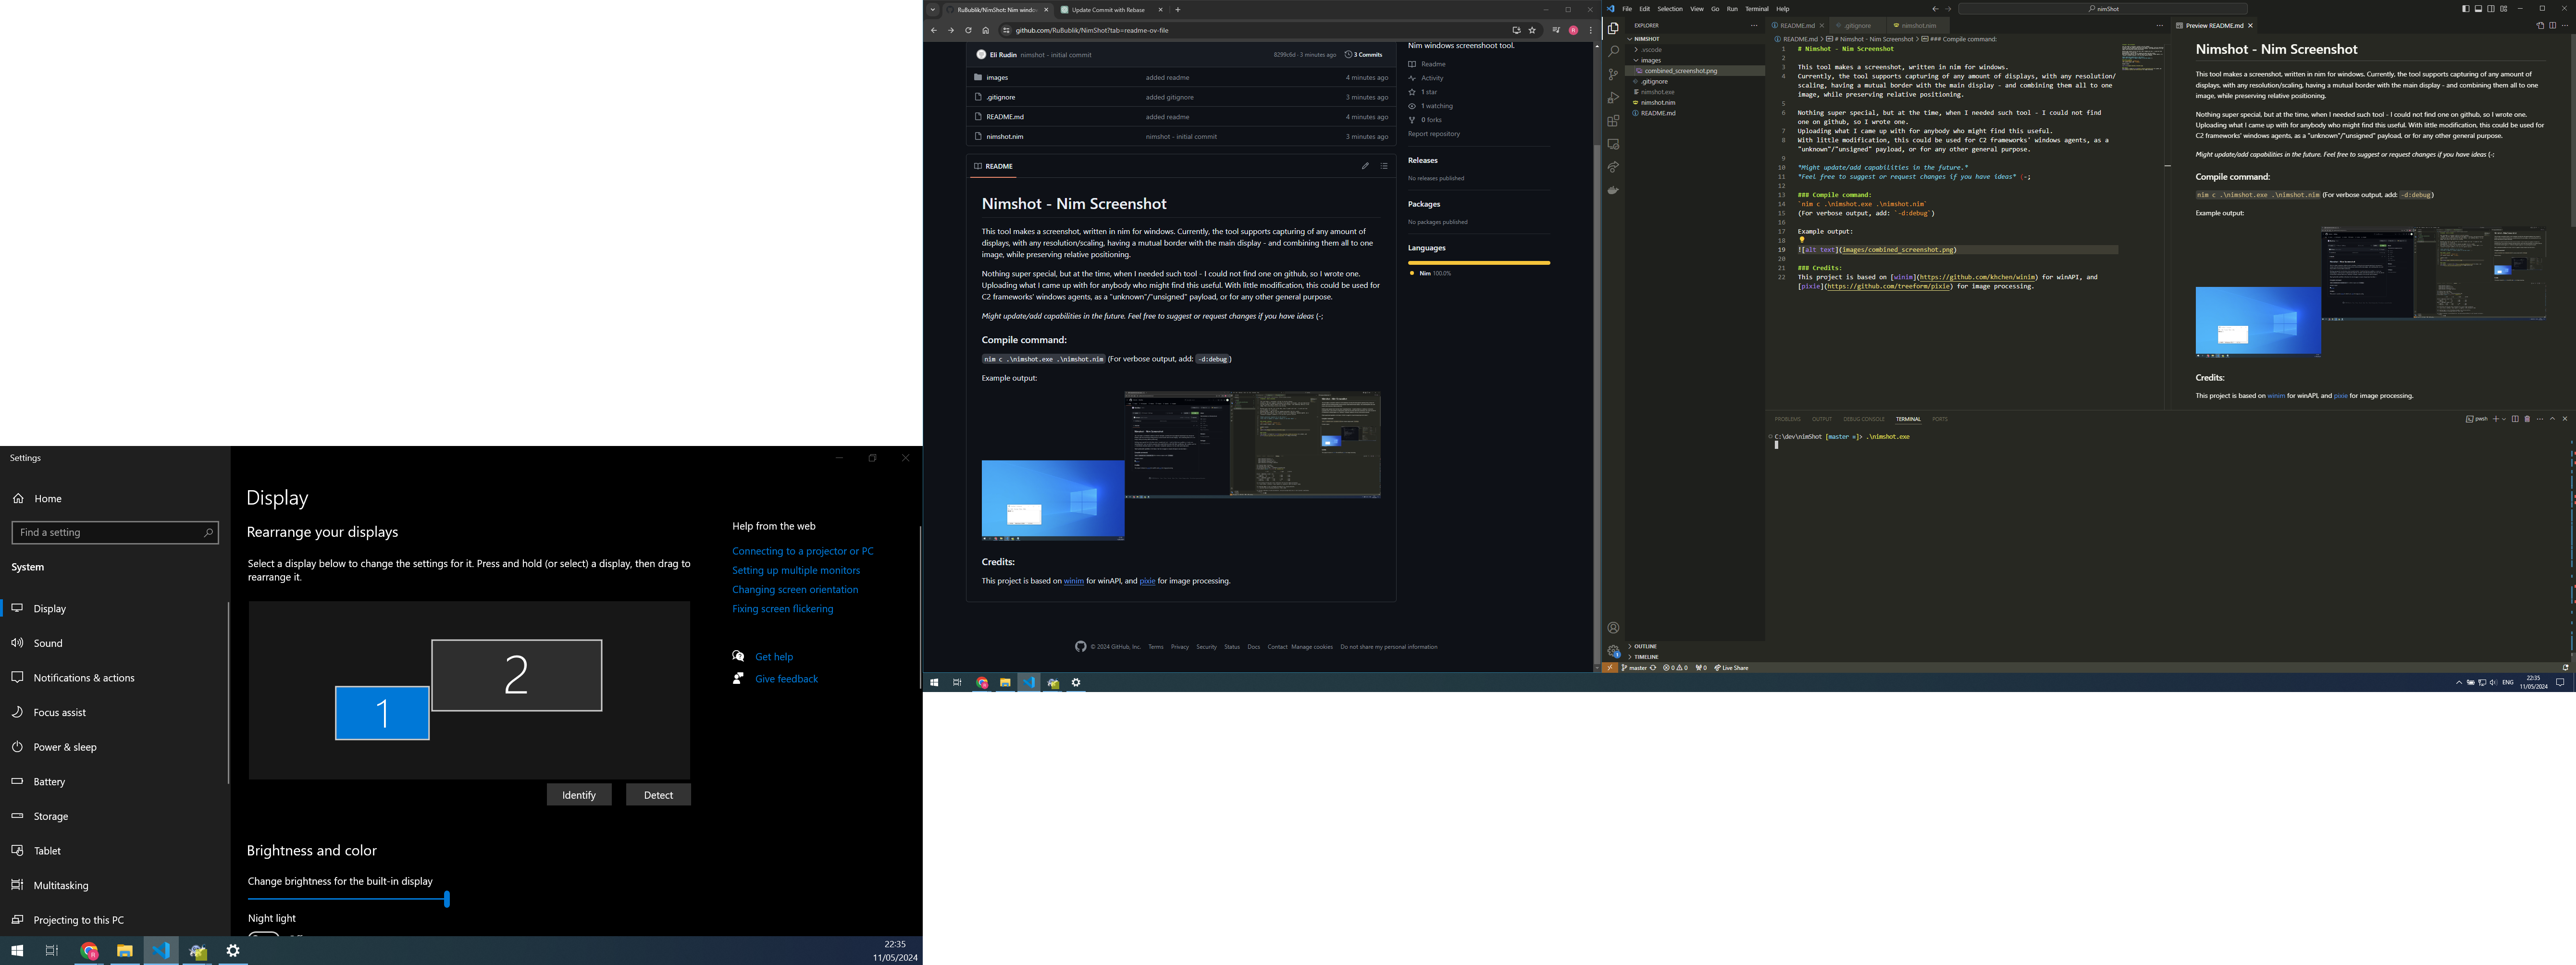 Settings
Home
Find a setting
System
Display
Sound
Notifications & actions
Focus assist
Power & sleep
Battery
Storage
Tablet
Multitasking
Projecting to this PC
Display
Rearrange your displays
Select a display below to change the settings for it. Press and hold (or select) a display, then drag to
rearrange it.
1
2
Identify
Detect
Brightness and color
Change brightness for the built-in display
Night light
Help from the web
Connecting to a projector or PC
Setting up multiple monitors
Changing screen orientation
Fixing screen flickering
Get help
Give feedback
22:35
11/05/2024
RuBublik/NimShot: Nim windo
Update Commit with Rebase
github.com/RuBublik/NimShot?tab=readme-ov-file
Eli Rudin nimshot - initial commit
8299c6d · 3 minutes ago
3 Commits
images added readme 4 minutes ago
.gitignore added gitignore 3 minutes ago
README.md added readme 4 minutes ago
nimshot.nim nimshot - initial commit 3 minutes ago
README
Nimshot - Nim Screenshot
This tool makes a screenshot, written in nim for windows. Currently, the tool supports capturing of any amount of
displays, with any resolution/scaling, having a mutual border with the main display - and combining them all to one
image, while preserving relative positioning.
Nothing super special, but at the time, when I needed such tool - I could not find one on github, so I wrote one.
Uploading what I came up with for anybody who might find this useful. With little modification, this could be used for
C2 frameworks' windows agents, as a "unknown"/"unsigned" payload, or for any other general purpose.
Might update/add capabilities in the future. Feel free to suggest or request changes if you have ideas (-;
Compile command:
nim c .\nimshot.exe .\nimshot.nim (For verbose output, add: -d:debug)
Example output:
Credits:
This project is based on winim for winAPI, and pixie for image processing.
Nim windows screenshoot tool.
Readme
Activity
1 star
1 watching
0 forks
Report repository
Releases
No releases published
Packages
No packages published
Languages
Nim 100.0%
© 2024 GitHub, Inc. Terms Privacy Security Status Docs Contact Manage cookies Do not share my personal information
File Edit Selection View Go Run Terminal Help
nimShot
EXPLORER
NIMSHOT
.vscode
images
combined_screenshot.png
.gitignore
nimshot.exe
nimshot.nim
README.md
OUTLINE
TIMELINE
README.md
.gitignore
nimshot.nim
README.md > # Nimshot - Nim Screenshot > ### Compile command:
1 # Nimshot - Nim Screenshot
2
3 This tool makes a screenshot, written in nim for windows.
4 Currently, the tool supports capturing of any amount of displays, with any resolution/
scaling, having a mutual border with the main display - and combining them all to one
image, while preserving relative positioning.
5
6 Nothing super special, but at the time, when I needed such tool - I could not find
one on github, so I wrote one.
7 Uploading what I came up with for anybody who might find this useful.
8 With little modification, this could be used for C2 frameworks' windows agents, as a
"unknown"/"unsigned" payload, or for any other general purpose.
9
10 *Might update/add capabilities in the future.*
11 *Feel free to suggest or request changes if you have ideas* (-;
12
13 ### Compile command:
14 `nim c .\nimshot.exe .\nimshot.nim`
15 (For verbose output, add: `-d:debug`)
16
17 Example output:
18
19 ![alt text](images/combined_screenshot.png)
20
21 ### Credits:
22 This project is based on [winim](https://github.com/khchen/winim) for winAPI, and
[pixie](https://github.com/treeform/pixie) for image processing.
Preview README.md
Nimshot - Nim Screenshot
This tool makes a screenshot, written in nim for windows. Currently, the tool supports capturing of any amount of
displays, with any resolution/scaling, having a mutual border with the main display - and combining them all to one
image, while preserving relative positioning.
Nothing super special, but at the time, when I needed such tool - I could not find one on github, so I wrote one.
Uploading what I came up with for anybody who might find this useful. With little modification, this could be used for
C2 frameworks' windows agents, as a "unknown"/"unsigned" payload, or for any other general purpose.
Might update/add capabilities in the future. Feel free to suggest or request changes if you have ideas (-;
Compile command:
nim c .\nimshot.exe .\nimshot.nim (For verbose output, add: -d:debug)
Example output:
Credits:
This project is based on winim for winAPI, and pixie for image processing.
PROBLEMS OUTPUT DEBUG CONSOLE TERMINAL PORTS
pwsh
C:\dev\nimShot [master ≡]> .\nimshot.exe
master
0 0
0
Live Share
ENG
22:35
11/05/2024